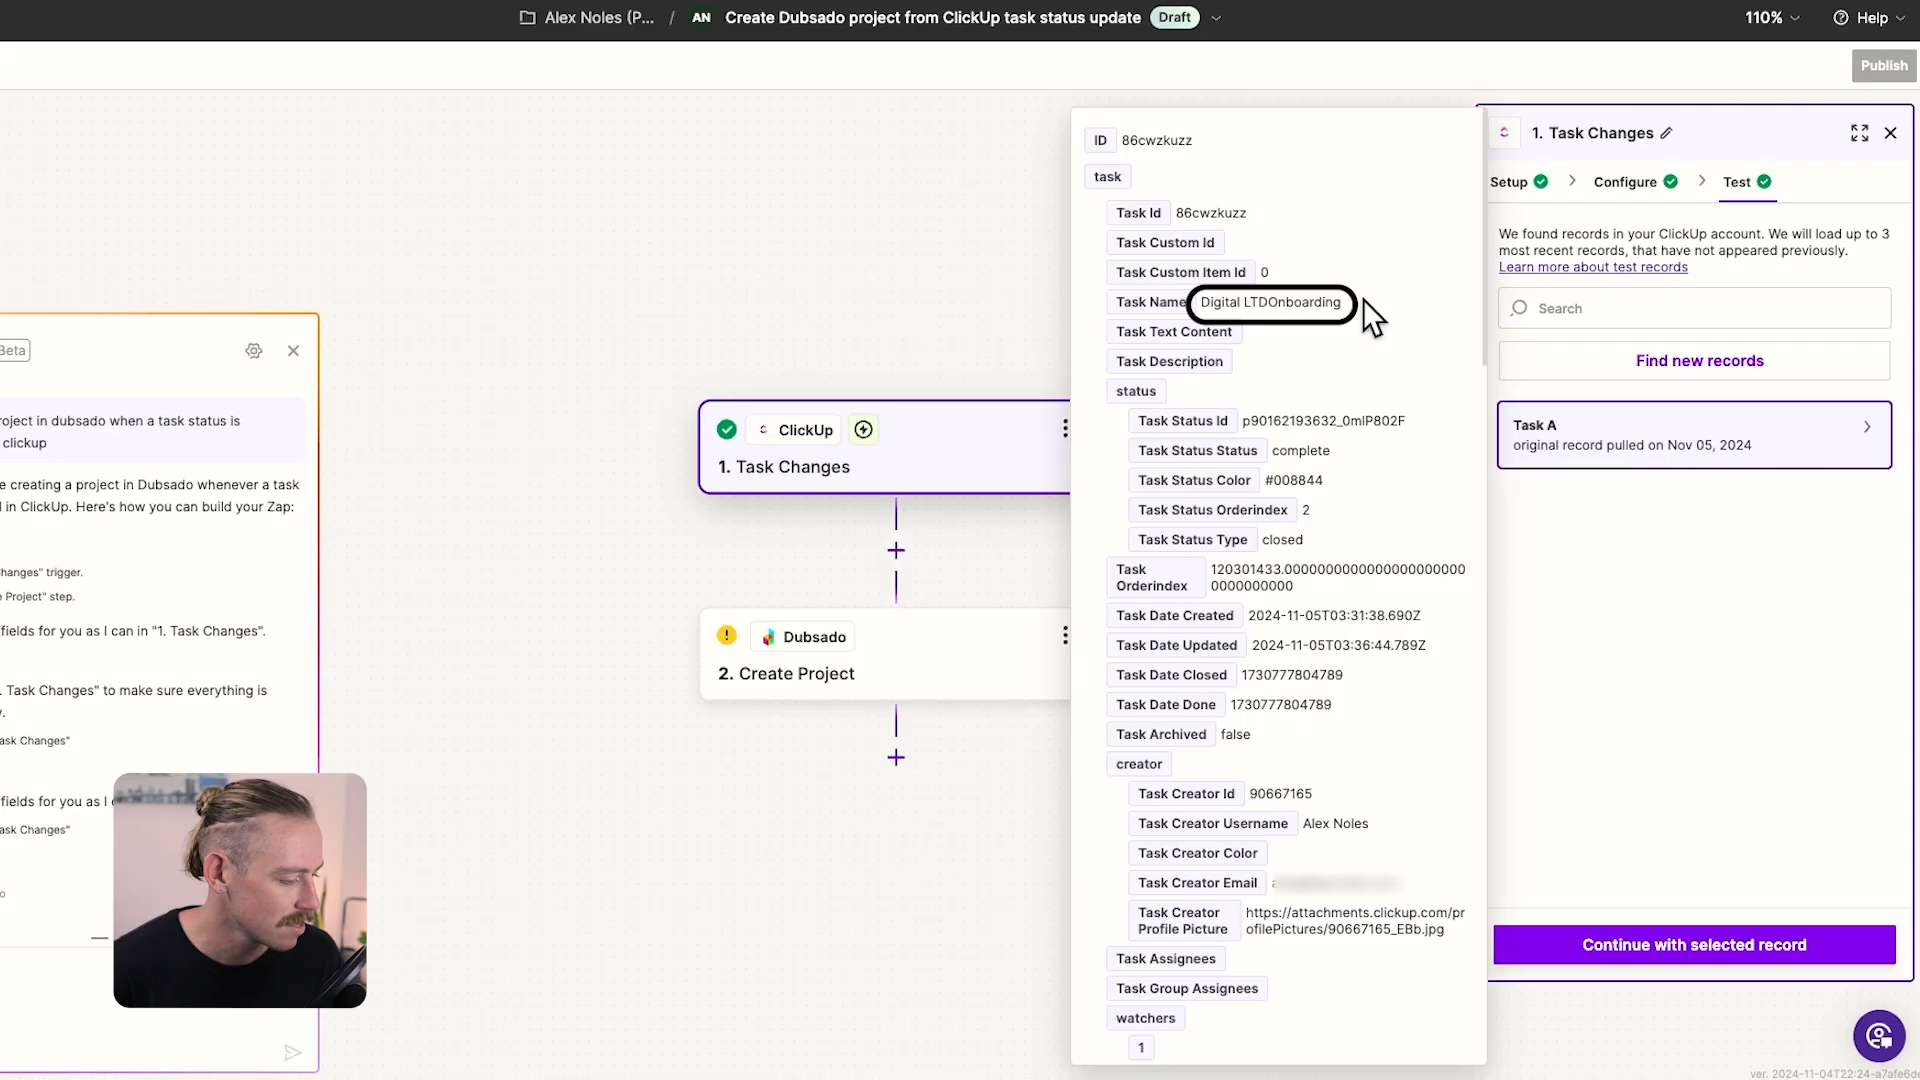 Alex Noles (P... / AN Create Dubsado project from ClickUp task status update Draft
110% Help
Publish
Beta
roject in dubsado when a task status is
clickup
e creating a project in Dubsado whenever a task
in ClickUp. Here's how you can build your Zap:
hanges" trigger.
e Project" step.
fields for you as I can in "1. Task Changes".
. Task Changes" to make sure everything is
y.
ask Changes"
fields for you as I
ask Changes"
ClickUp
1. Task Changes
Dubsado
2. Create Project
ID 86cwzkuzz
task
Task Id 86cwzkuzz
Task Custom Id
Task Custom Item Id 0
Task Name Digital LTDOnboarding
Task Text Content
Task Description
status
Task Status Id p90162193632_0mIP802F
Task Status Status complete
Task Status Color #008844
Task Status Orderindex 2
Task Status Type closed
Task Orderindex 120301433.0000000000000000000000
0000000000
Task Date Created 2024-11-05T03:31:38.690Z
Task Date Updated 2024-11-05T03:36:44.789Z
Task Date Closed 1730777804789
Task Date Done 1730777804789
Task Archived false
creator
Task Creator Id 90667165
Task Creator Username Alex Noles
Task Creator Color
Task Creator Email
Task Creator Profile Picture https://attachments.clickup.com/pr
ofilePictures/90667165_EBb.jpg
Task Assignees
Task Group Assignees
watchers
1
1. Task Changes
Setup Configure Test
We found records in your ClickUp account. We will load up to 3
most recent records, that have not appeared previously.
Learn more about test records
Search
Find new records
Task A
original record pulled on Nov 05, 2024
Continue with selected record
ver. 2024-11-04T22:24-a7afe6d